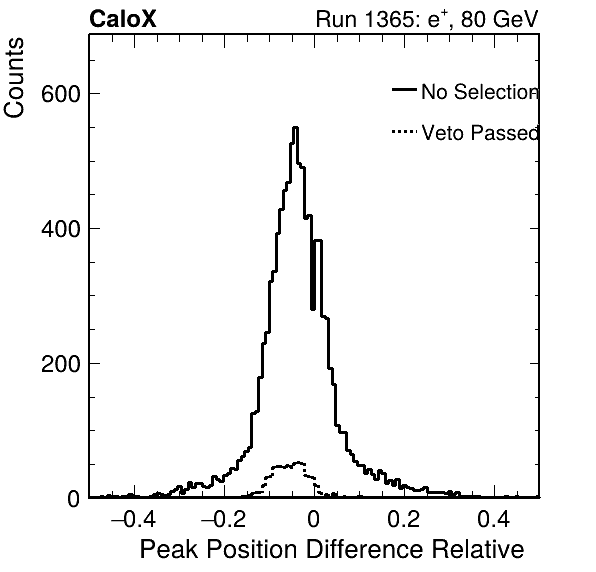 CaloX
Run 1365: e+, 80 GeV
Counts
600
400
200
0
No Selection
Veto Passed
−0.4
−0.2
0
0.2
0.4
Peak Position Difference Relative